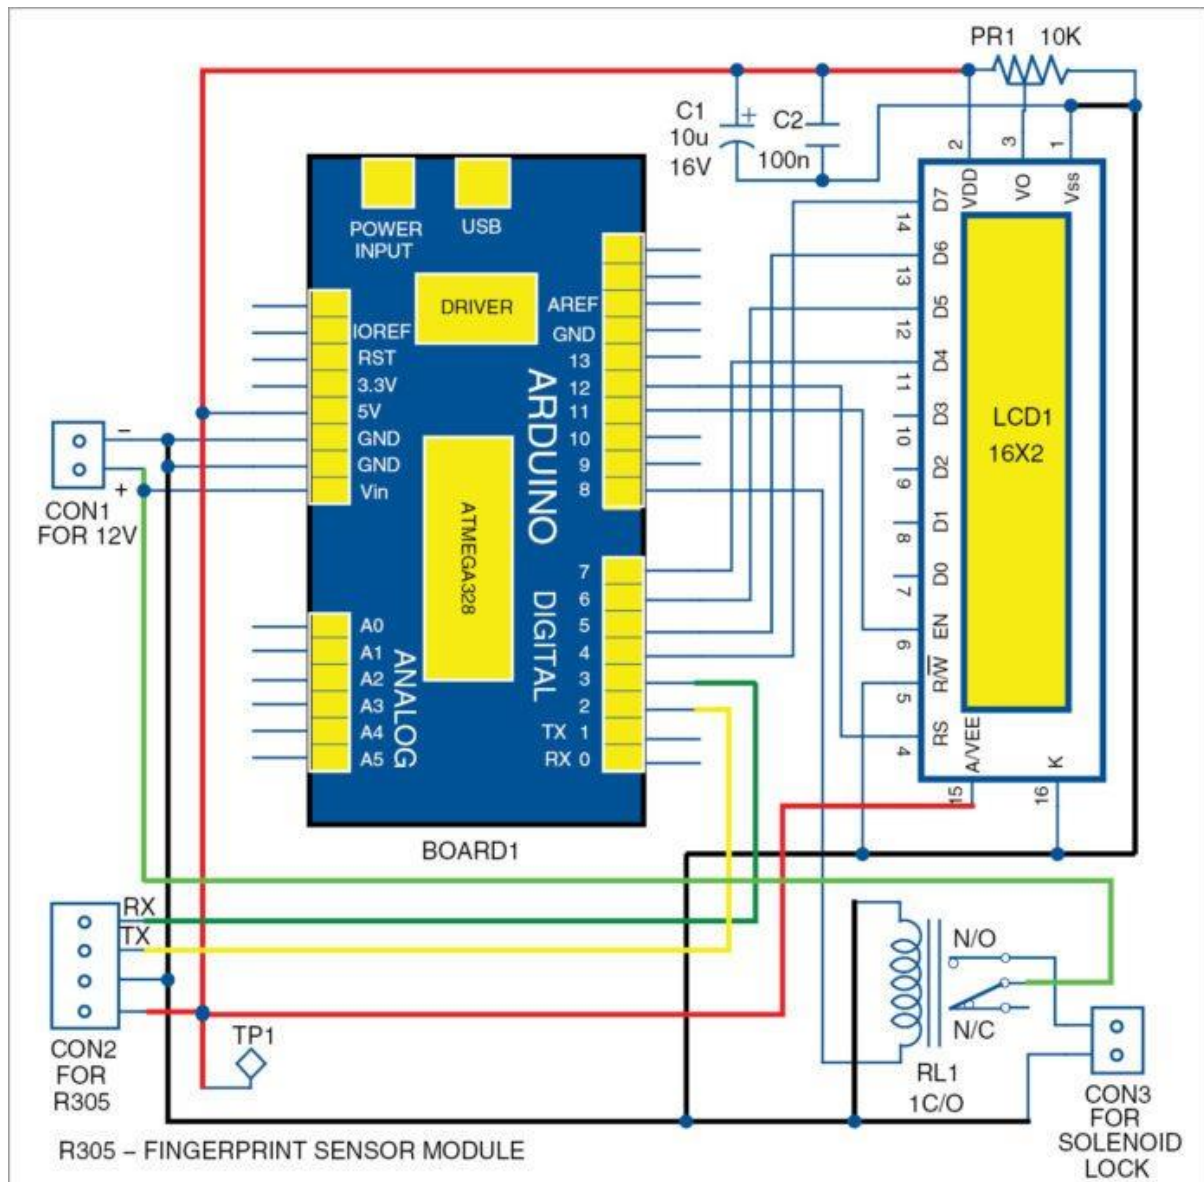 PR1 10K
C1
10u
16V
+
C2
100n
2
3
1
VDD
VO
Vss
POWER
INPUT
USB
DRIVER
IOREF
RST
3.3V
5V
GND
GND
Vin
AREF
GND
13
12
11
10
9
8
ARDUINO
ATMEGA328
7
6
5
4
3
2
TX 1
RX 0
DIGITAL
A0
A1
A2
A3
A4
A5
ANALOG
BOARD1
−
+
CON1
FOR 12V
D7
14
D6
13
D5
12
D4
11
D3
10
D2
9
D1
8
D0
7
EN
6
R/W
5
RS
4
LCD1
16X2
A/VEE
K
15
16
RX
TX
CON2
FOR
R305
TP1
N/O
N/C
RL1
1C/O
CON3
FOR
SOLENOID
LOCK
R305 – FINGERPRINT SENSOR MODULE